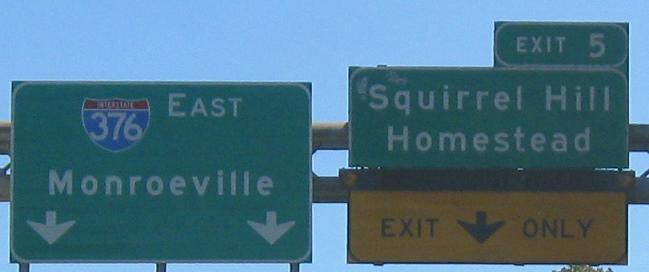 INTERSTATE
376
EAST
Monroeville
EXIT 5
Squirrel Hill
Homestead
EXIT ONLY